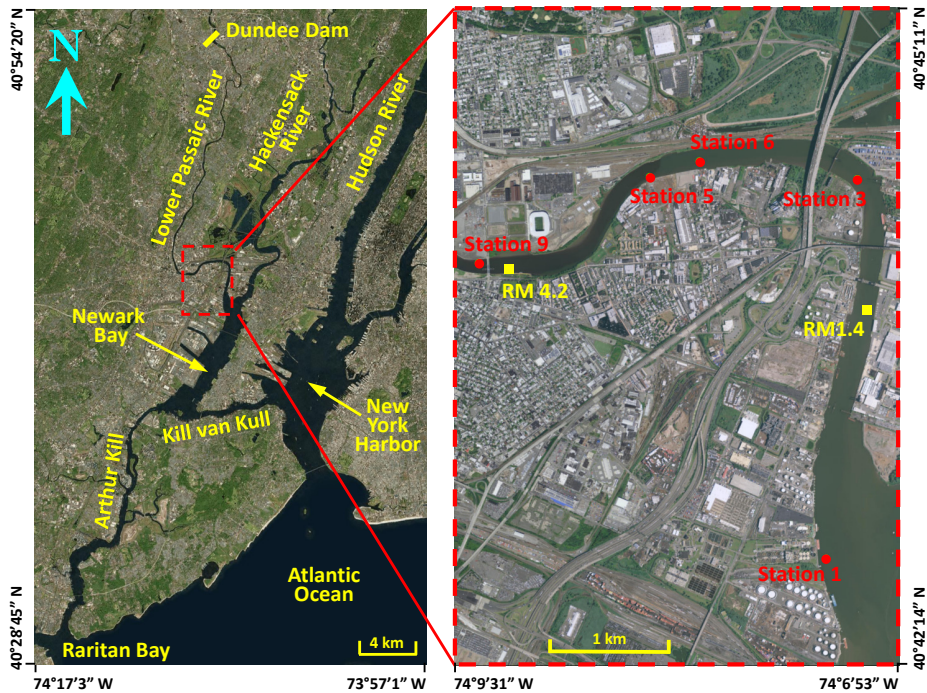 40°54'20" N
N
Dundee Dam
Lower Passaic River
Hackensack
River
Hudson River
Newark
Bay
Kill van Kull
New
York
Harbor
Arthur Kill
Atlantic
Ocean
Raritan Bay
4 km
40°28'45" N
74°17'3" W
73°57'1" W
40°45'11" N
Station 6
Station 5
Station 3
Station 9
RM 4.2
RM1.4
Station 1
1 km
40°42'14" N
74°9'31" W
74°6'53" W